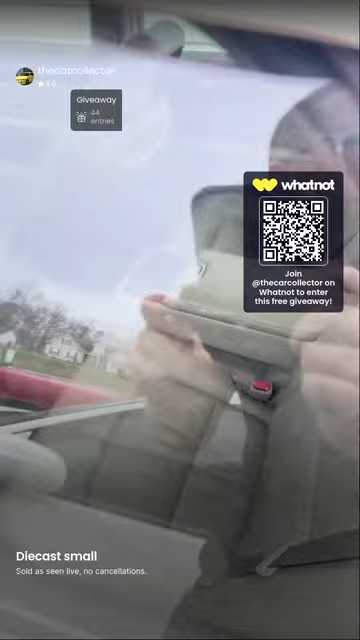 thecarcollector
★ 5.0
Giveaway
44
entries
whatnot
Join
@thecarcollector on
Whatnot to enter
this free giveaway!
Diecast small
Sold as seen live, no cancellations.